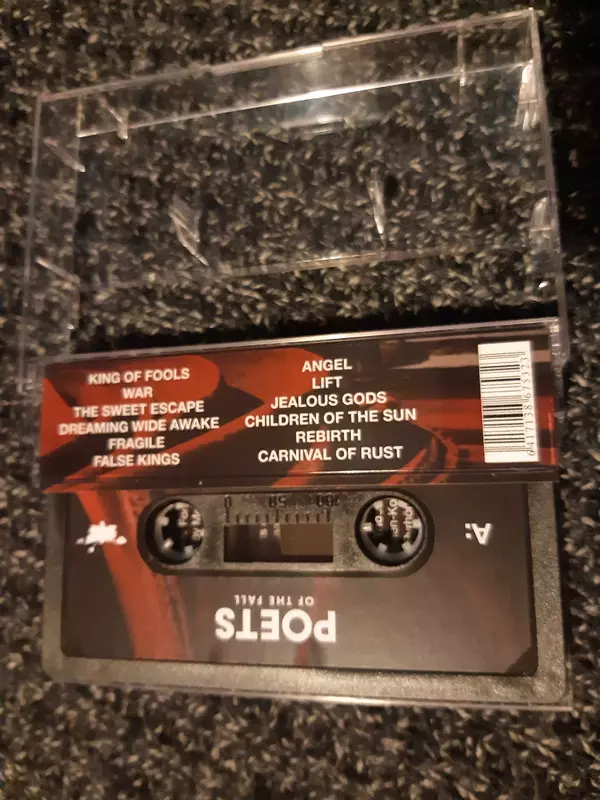 KING OF FOOLS
WAR
THE SWEET ESCAPE
DREAMING WIDE AWAKE
FRAGILE
FALSE KINGS
ANGEL
LIFT
JEALOUS GODS
CHILDREN OF THE SUN
REBIRTH
CARNIVAL OF RUST
A:
POETS
OF THE FALL
0